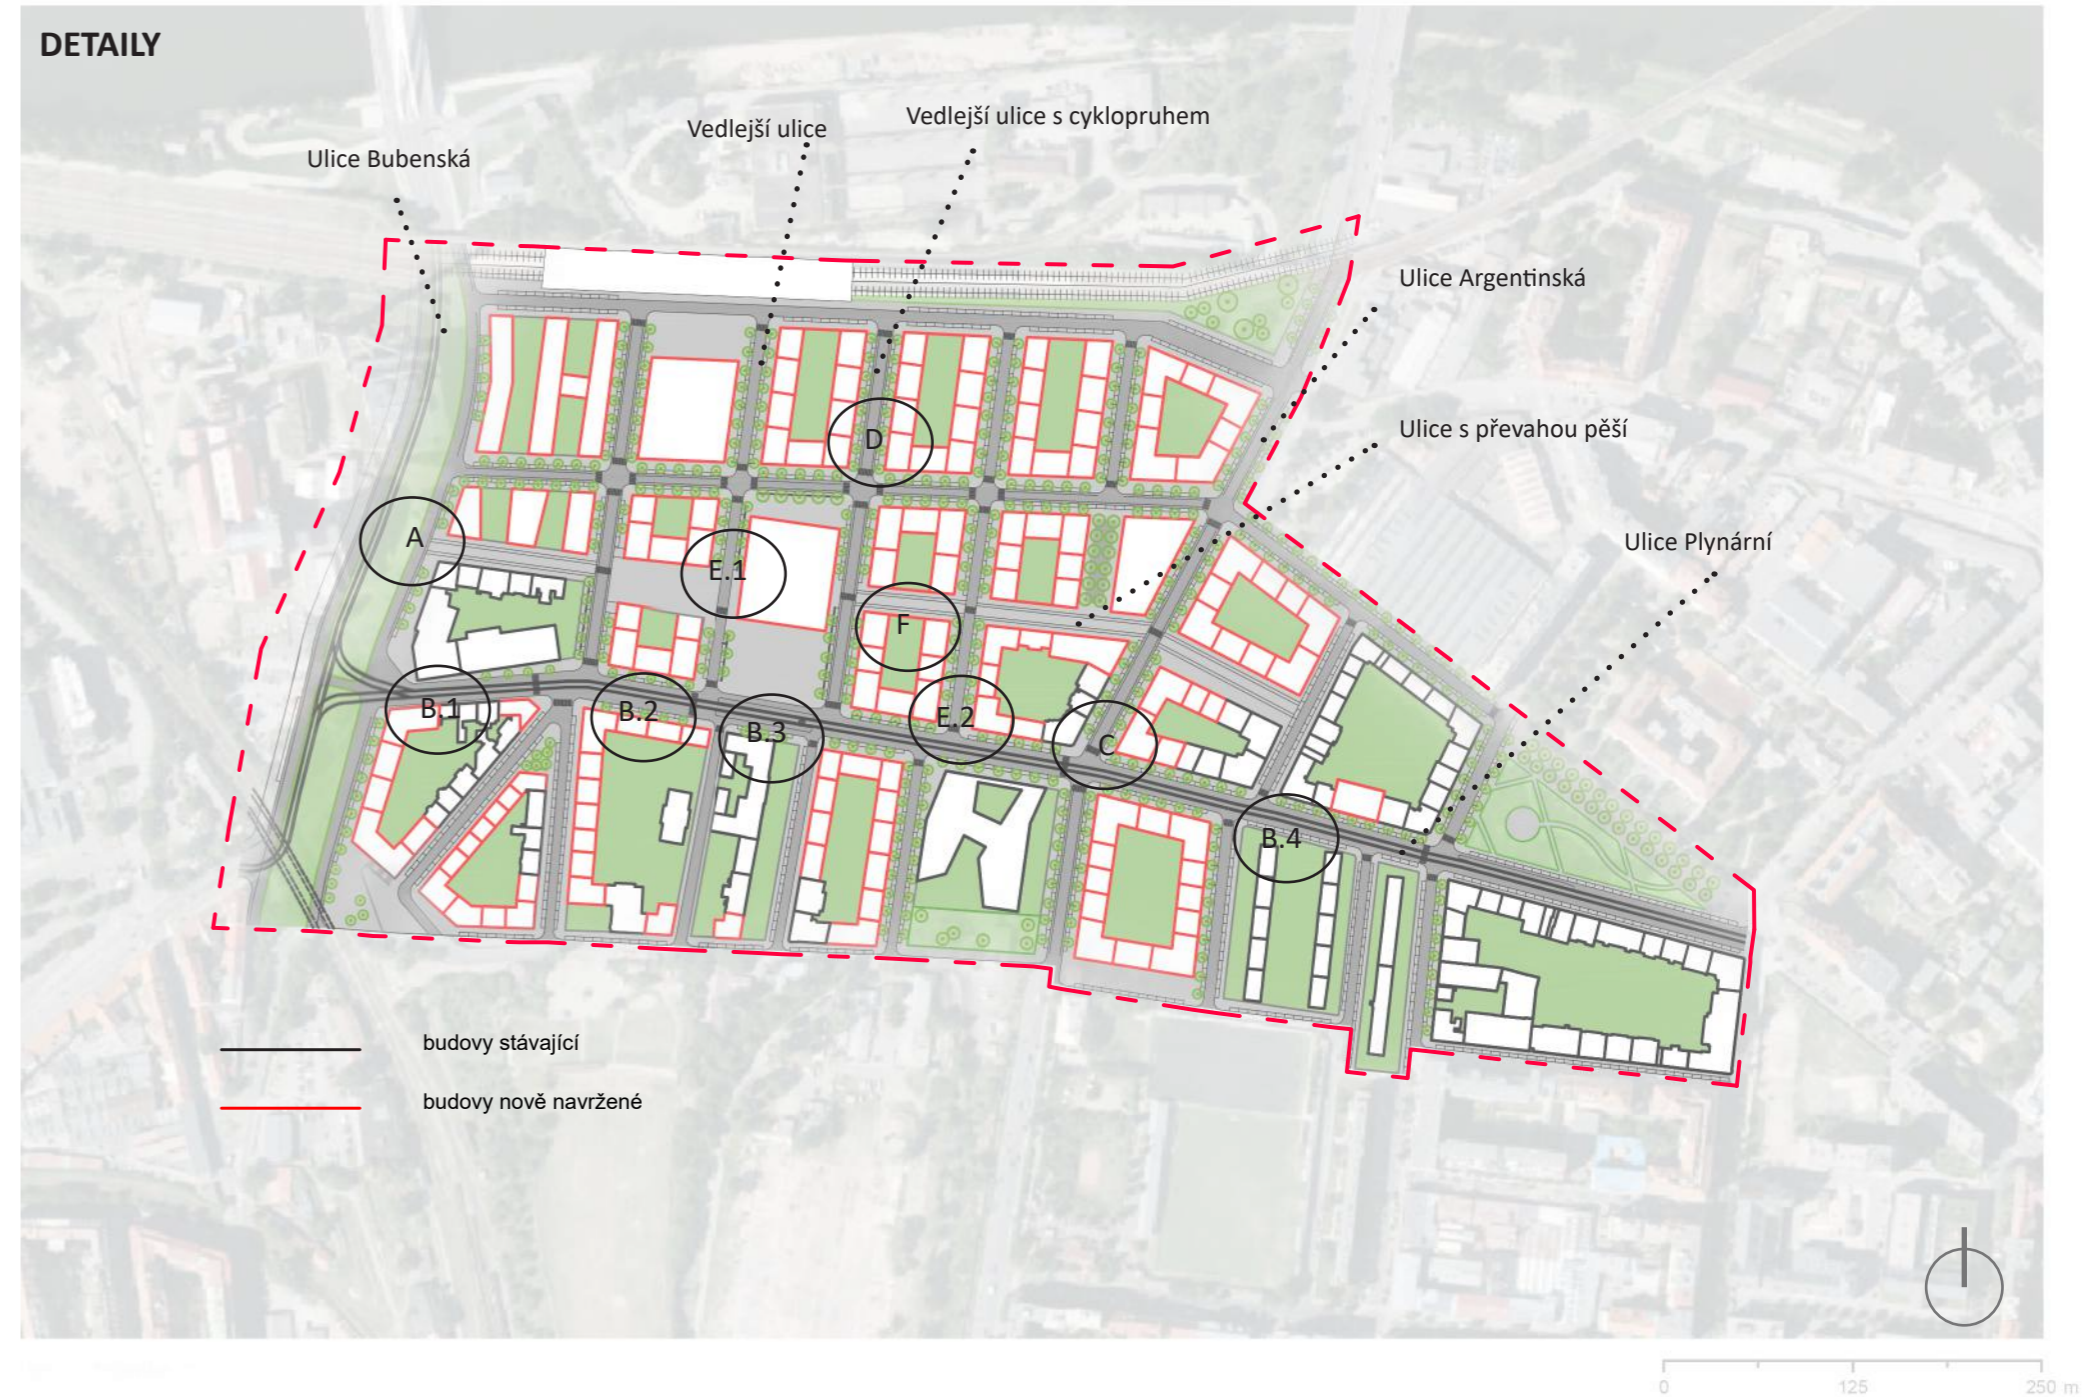 DETAILY
Vedlejší ulice s cyklopruhem
Vedlejší ulice
Ulice Bubenská
Ulice Argentinská
Ulice s převahou pěší
D
A
Ulice Plynární
E.1
F
B.1
B.2
E.2
B.3
C
B.4
budovy stávající
budovy nově navržené
0 125 250 m